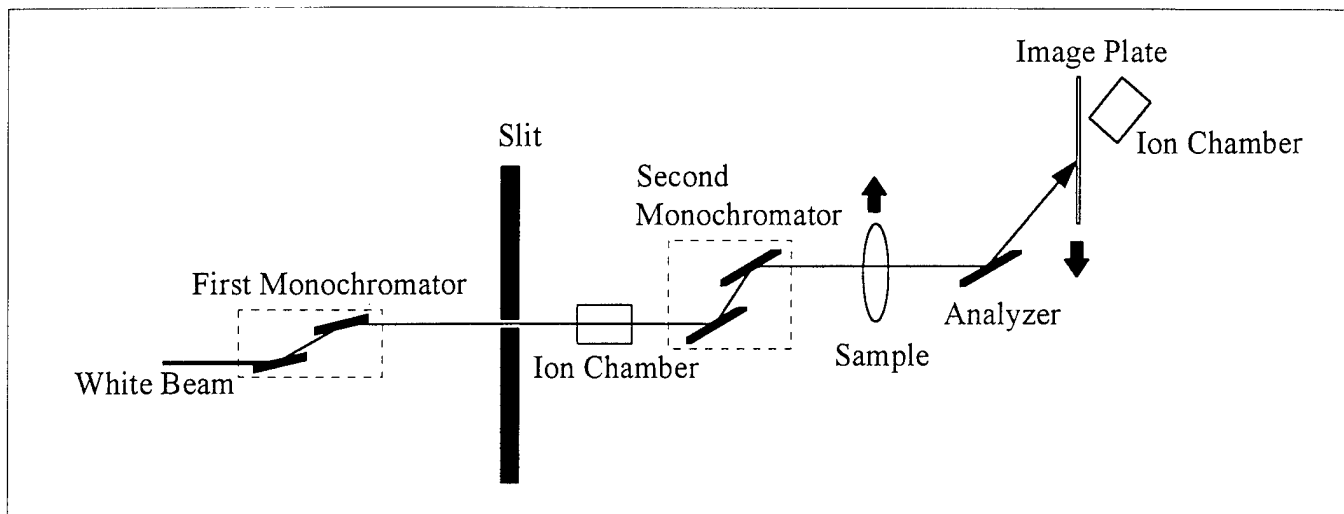 Image Plate
Ion Chamber
Slit
Second
Monochromator
First Monochromator
White Beam
Ion Chamber
Sample
Analyzer